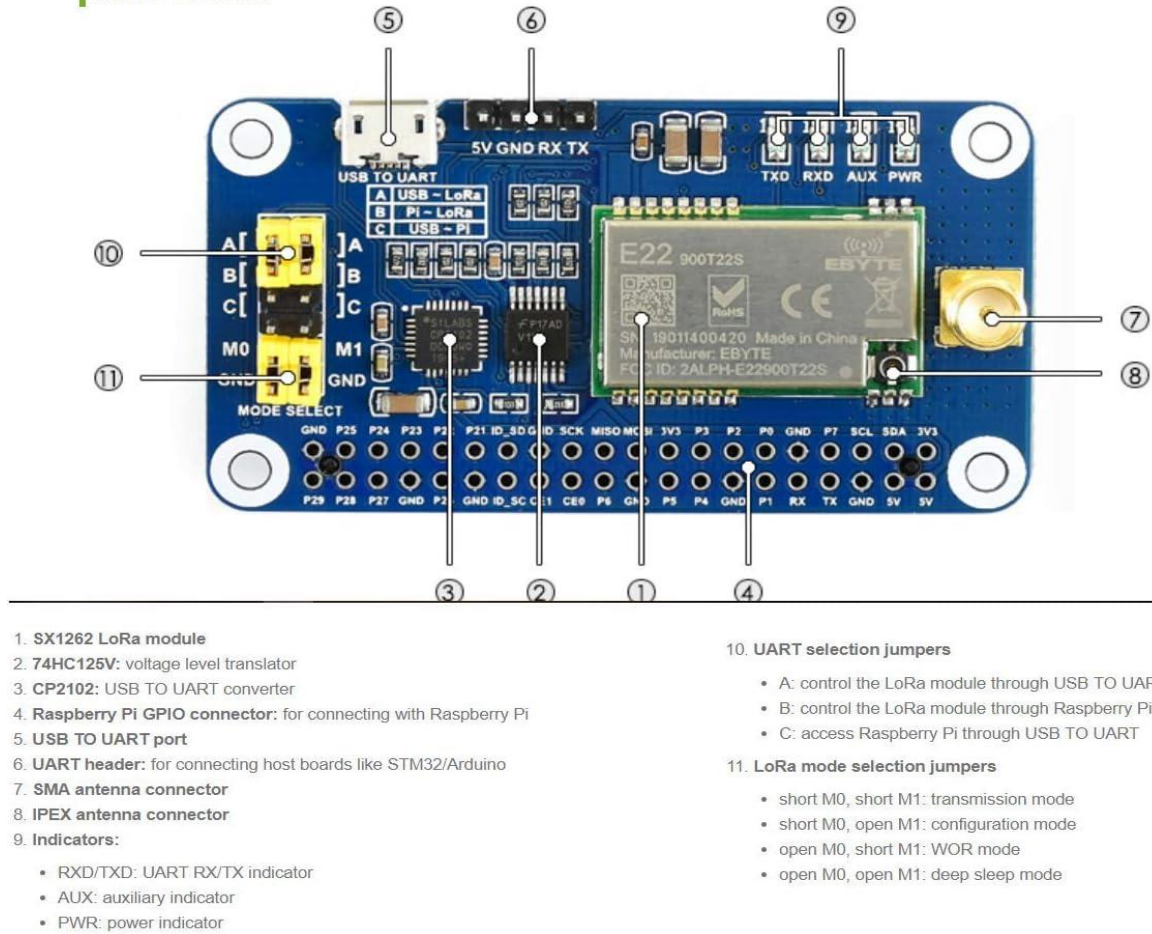 ⑤ ⑥ ⑨
5V GND RX TX
USB TO UART
A USB ~ LoRa
B Pi ~ LoRa
C USB ~ Pi
TXD RXD AUX PWR
⑩
A[ ]A
B[ ]B
C[ ]C
M0 M1
GND GND
MODE SELECT
⑪
SILABS
P17AD
E22 900T22S
EBYTE
RoHS
CE
SN: 19011400420 Made in China
Manufacturer: EBYTE
FCC ID: 2ALPH-E22900T22S
⑦
⑧
GND P25 P24 P23 P22 P21 ID_SD GND SCK MISO MOSI 3V3 P3 P2 P0 GND P7 SCL SDA 3V3
P29 P28 P27 GND P26 GND ID_SC CE1 CE0 P6 GND P5 P4 GND P1 RX TX GND 5V 5V
③ ② ① ④
1. SX1262 LoRa module
2. 74HC125V: voltage level translator
3. CP2102: USB TO UART converter
4. Raspberry Pi GPIO connector: for connecting with Raspberry Pi
5. USB TO UART port
6. UART header: for connecting host boards like STM32/Arduino
7. SMA antenna connector
8. IPEX antenna connector
9. Indicators:
• RXD/TXD: UART RX/TX indicator
• AUX: auxiliary indicator
• PWR: power indicator
10. UART selection jumpers
• A: control the LoRa module through USB TO UAR
• B: control the LoRa module through Raspberry Pi
• C: access Raspberry Pi through USB TO UART
11. LoRa mode selection jumpers
• short M0, short M1: transmission mode
• short M0, open M1: configuration mode
• open M0, short M1: WOR mode
• open M0, open M1: deep sleep mode